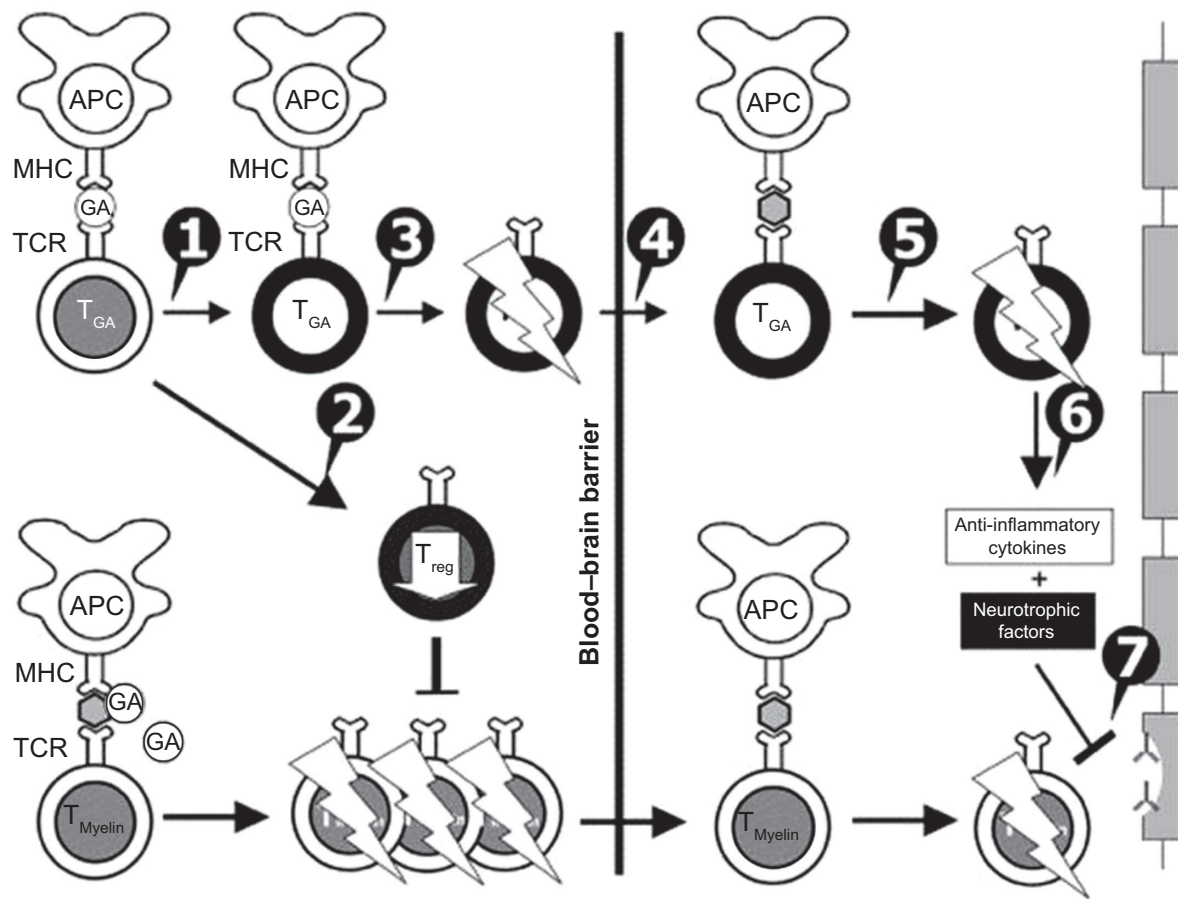 APC
APC
APC
MHC
MHC
GA
GA
TCR
TCR
1
3
4
5
T GA
T GA
T GA
2
6
Blood–brain barrier
T reg
Anti-inflammatory
cytokines
+
Neurotrophic
factors
APC
APC
MHC
GA
GA
TCR
7
T Myelin
T Myelin